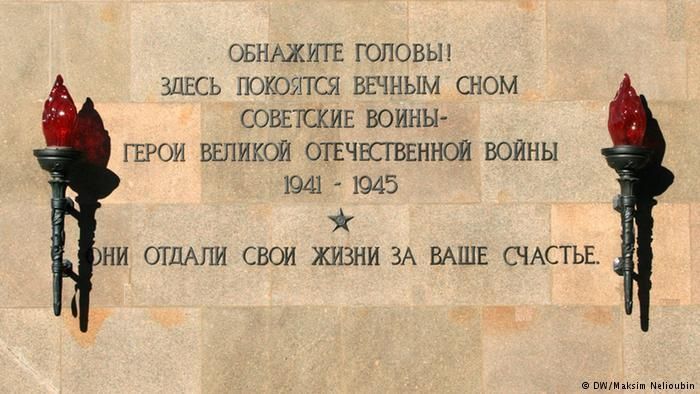 ОБНАЖИТЕ ГОЛОВЫ!
ЗДЕСЬ ПОКОЯТСЯ ВЕЧНЫМ СНОМ
СОВЕТСКИЕ ВОИНЫ-
ГЕРОИ ВЕЛИКОЙ ОТЕЧЕСТВЕННОЙ ВОЙНЫ
1941 - 1945
ОНИ ОТДАЛИ СВОИ ЖИЗНИ ЗА ВАШЕ СЧАСТЬЕ.
© DW/Maksim Nelioubin